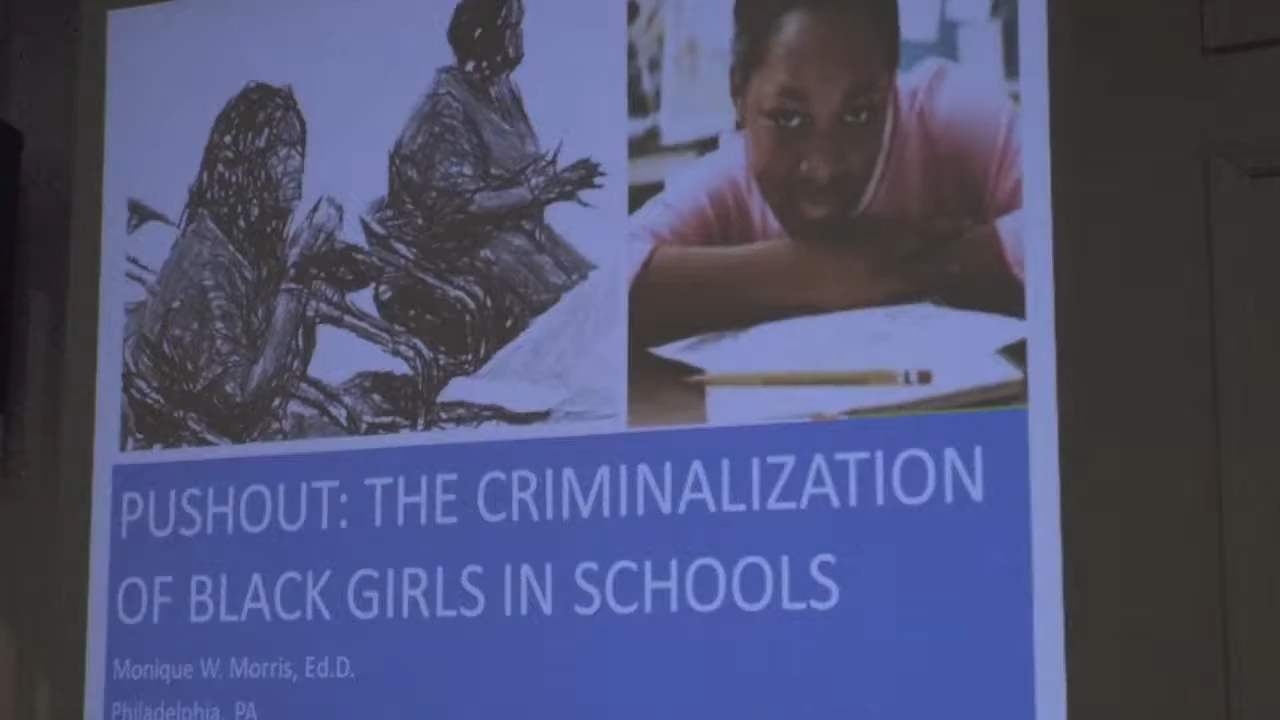 PUSHOUT: THE CRIMINALIZATION
OF BLACK GIRLS IN SCHOOLS
Monique W. Morris, Ed.D.
Philadelphia, PA